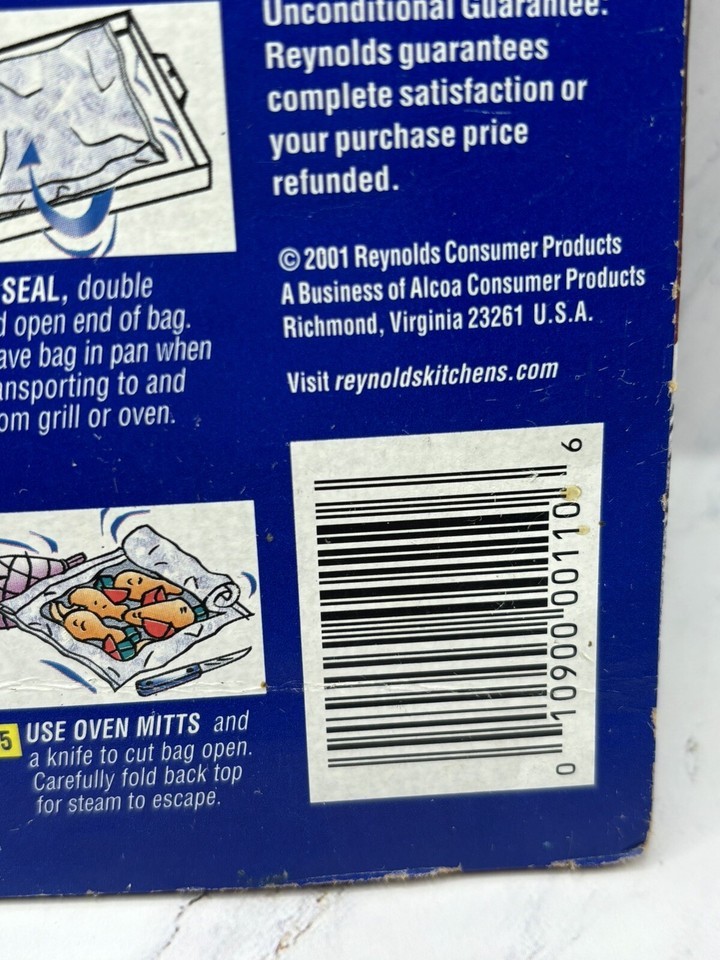 Unconditional Guarantee:
Reynolds guarantees
complete satisfaction or
your purchase price
refunded.
© 2001 Reynolds Consumer Products
A Business of Alcoa Consumer Products
Richmond, Virginia 23261 U.S.A.
Visit reynoldskitchens.com
SEAL, double
open end of bag.
bag in pan when
to and
grill or oven.
5 USE OVEN MITTS and
a knife to cut bag open.
Carefully fold back top
for steam to escape.
0 10900 00110 6